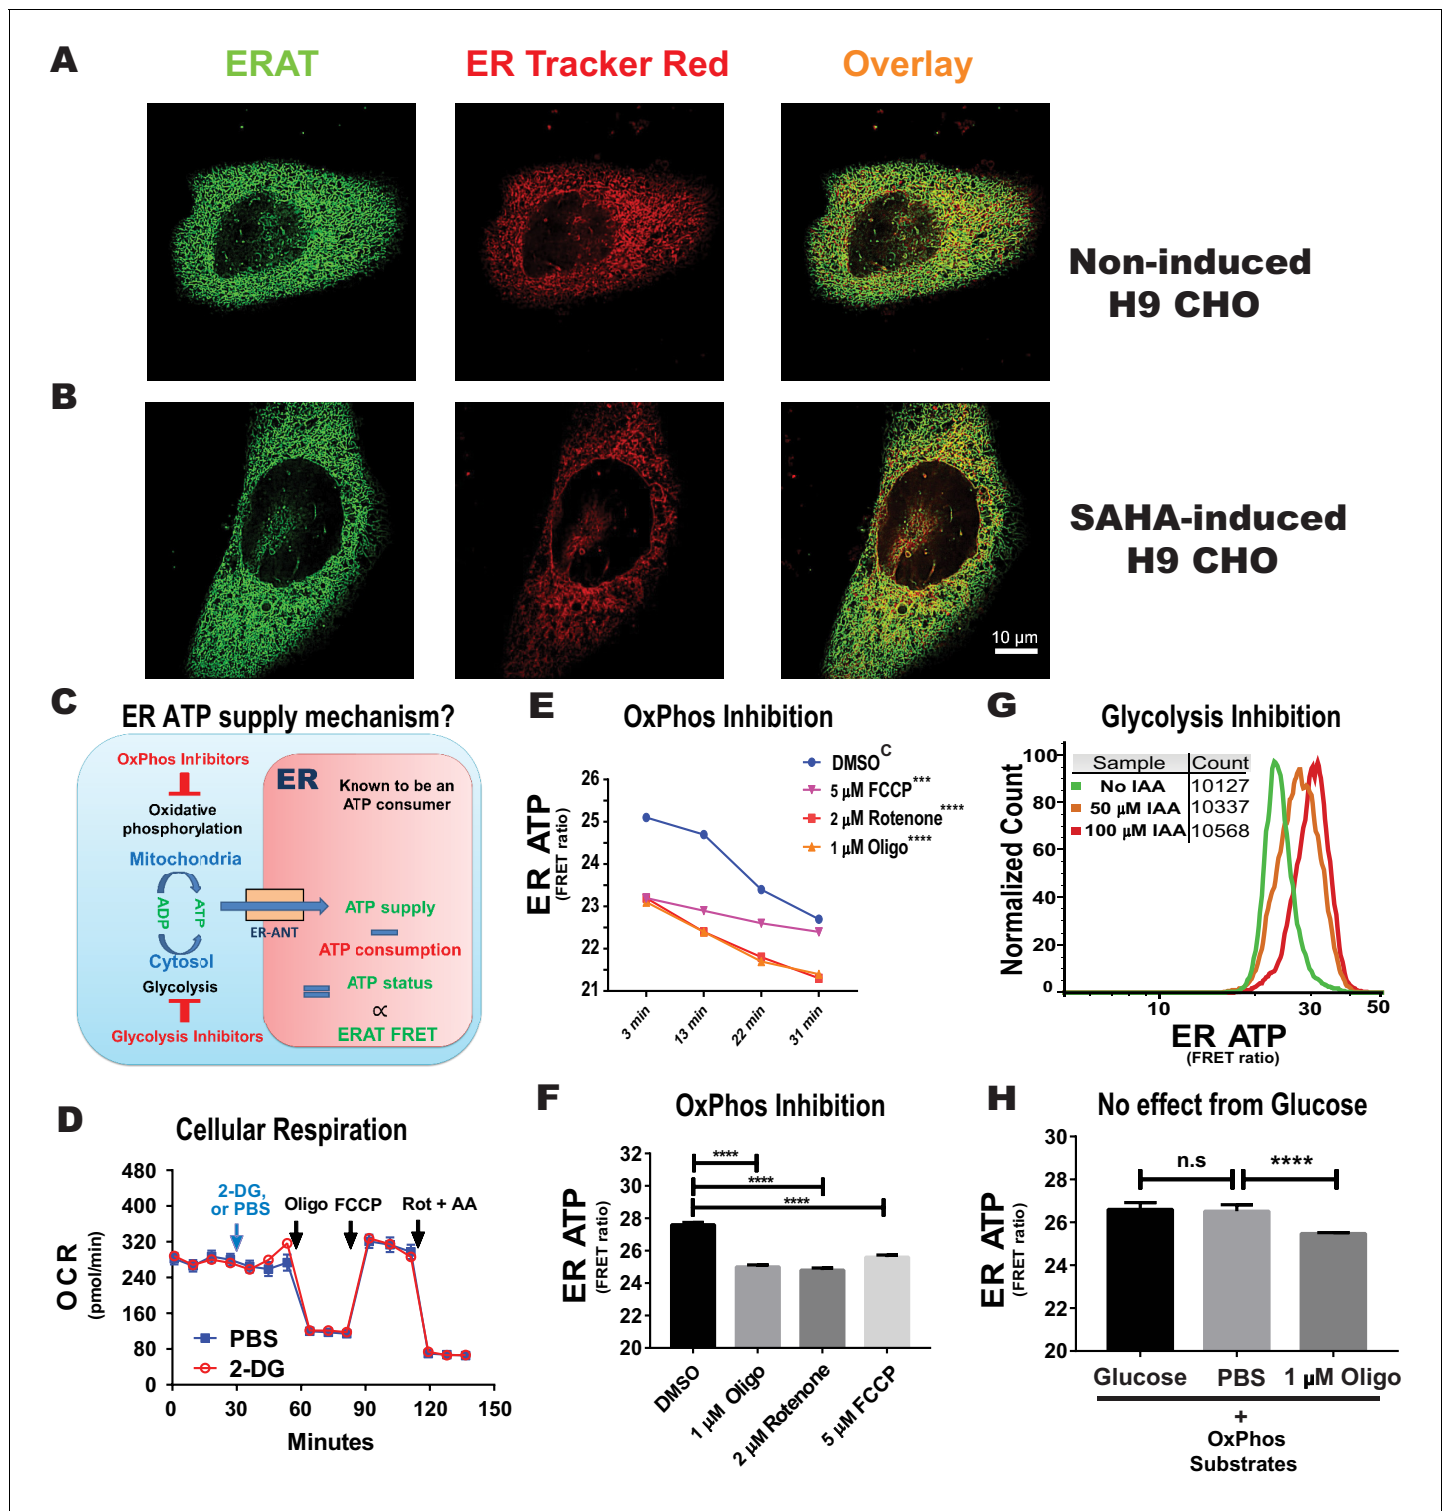 A
ERAT
ER Tracker Red
Overlay
Non-induced
H9 CHO
B
SAHA-induced
H9 CHO
10 µm
C
ER ATP supply mechanism?
OxPhos Inhibitors
Oxidative
phosphorylation
Mitochondria
ADP
ATP
Cytosol
Glycolysis
Glycolysis Inhibitors
ER-ANT
ER
Known to be an
ATP consumer
ATP supply
ATP consumption
ATP status
∝
ERAT FRET
D
Cellular Respiration
OCR
(pmol/min)
480
400
320
240
160
80
0
2-DG,
or PBS
Oligo
FCCP
Rot + AA
PBS
2-DG
0 30 60 90 120 150
Minutes
E
OxPhos Inhibition
ER ATP
(FRET ratio)
26
25
24
23
22
21
DMSO C
5 µM FCCP***
2 µM Rotenone****
1 µM Oligo****
3 min
13 min
22 min
31 min
F
OxPhos Inhibition
ER ATP
(FRET ratio)
32
30
28
26
24
22
20
****
****
****
DMSO
1 µM Oligo
2 µM Rotenone
5 µM FCCP
G
Glycolysis Inhibition
Normalized Count
100
80
60
40
20
0
Sample Count
No IAA 10127
50 µM IAA 10337
100 µM IAA 10568
10 30 50
ER ATP
(FRET ratio)
H
No effect from Glucose
ER ATP
(FRET ratio)
30
28
26
24
22
20
n.s
****
Glucose PBS 1 µM Oligo
+
OxPhos
Substrates